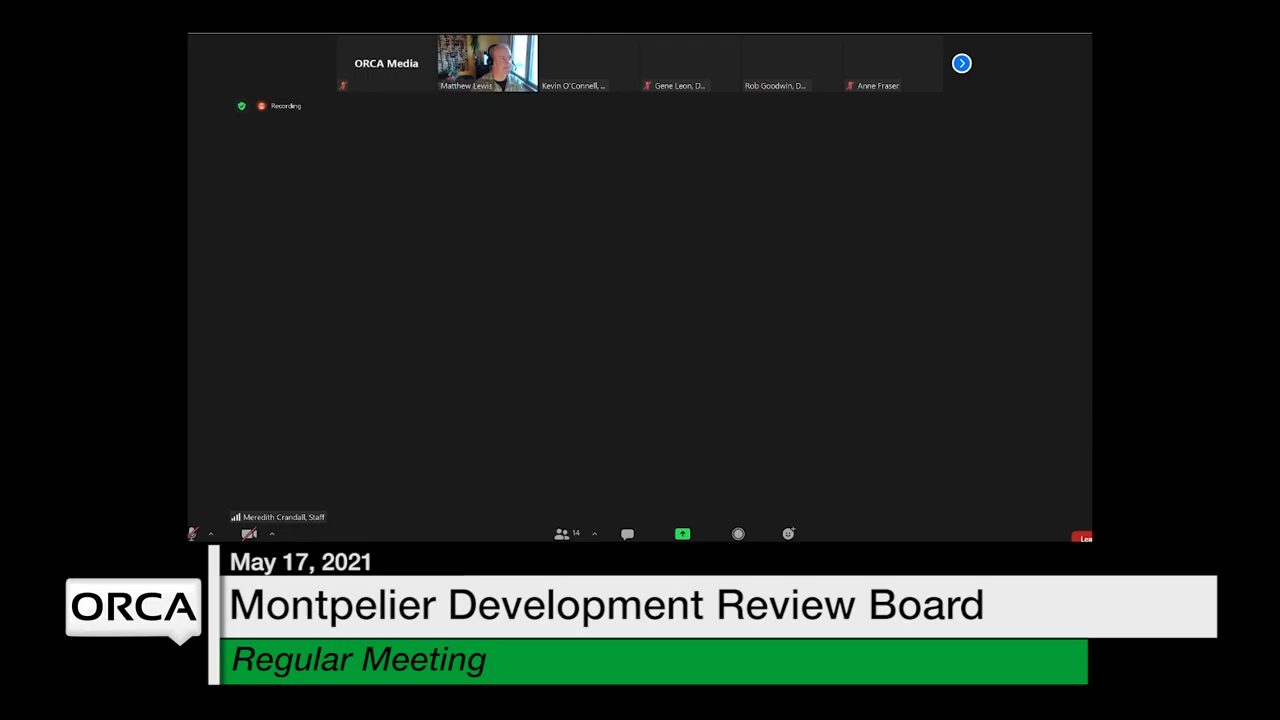 ORCA Media
Matthew Lewis
Kevin O'Connell, ...
Gene Leon, D...
Rob Goodwin, D...
Anne Fraser
Recording
Meredith Crandall, Staff
14
Lea
May 17, 2021
ORCA
Montpelier Development Review Board
Regular Meeting